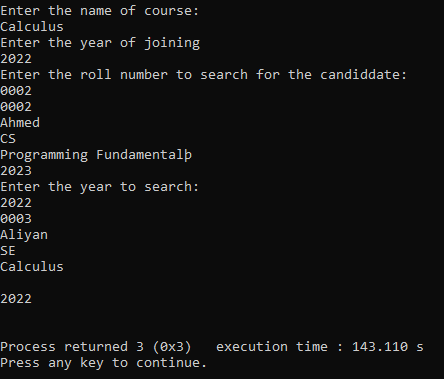 Enter the name of course:
Calculus
Enter the year of joining
2022
Enter the roll number to search for the candiddate:
0002
0002
Ahmed
CS
Programming Fundamentalþ
2023
Enter the year to search:
2022
0003
Aliyan
SE
Calculus
2022
Process returned 3 (0x3)   execution time : 143.110 s
Press any key to continue.